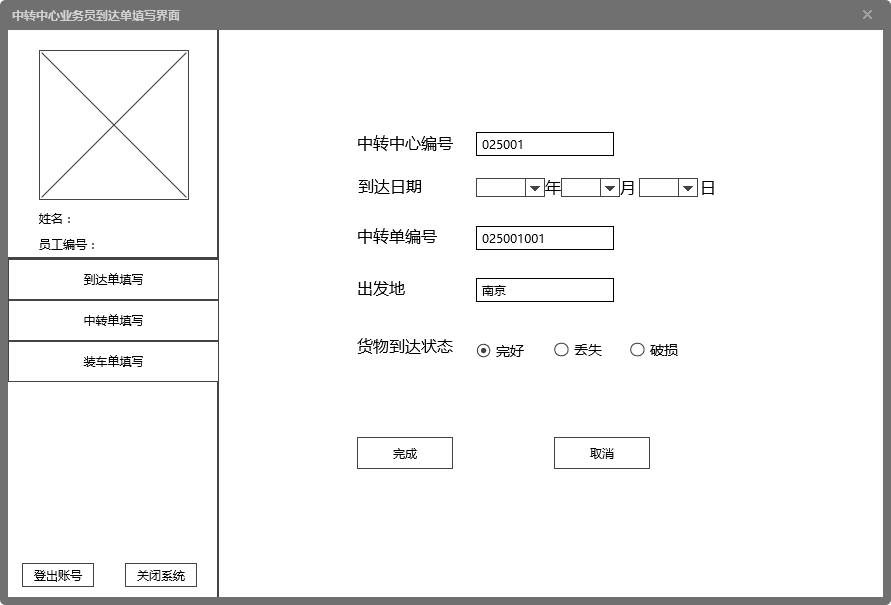 中转中心业务员到达单填写界面
姓名：
员工编号：
到达单填写
中转单填写
装车单填写
登出账号 关闭系统
中转中心编号 025001
到达日期 年 月 日
中转单编号 025001001
出发地 南京
货物到达状态 完好 丢失 破损
完成 取消